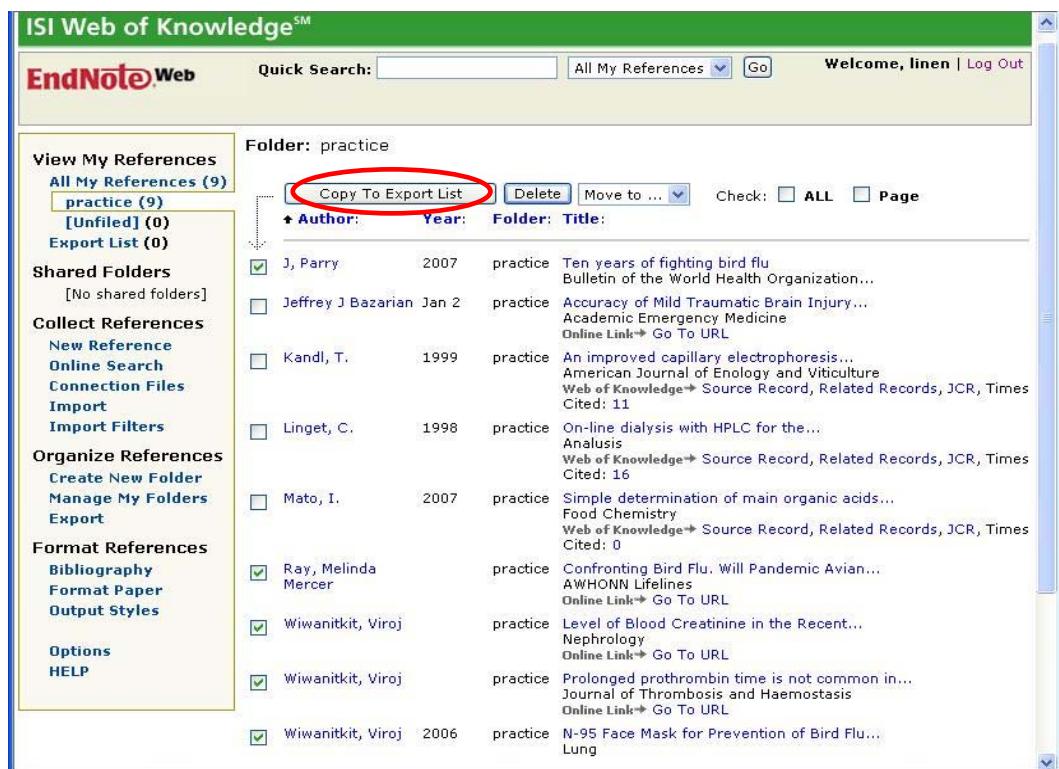 ISI Web of Knowledge℠
EndNote Web
Quick Search:
All My References
Go
Welcome, linen | Log Out
View My References
All My References (9)
practice (9)
[Unfiled] (0)
Export List (0)
Shared Folders
[No shared folders]
Collect References
New Reference
Online Search
Connection Files
Import
Import Filters
Organize References
Create New Folder
Manage My Folders
Export
Format References
Bibliography
Format Paper
Output Styles
Options
HELP
Folder: practice
Copy To Export List Delete Move to ... Check: ALL Page
Author: Year: Folder: Title:
J, Parry 2007 practice Ten years of fighting bird flu
Bulletin of the World Health Organization...
Jeffrey J Bazarian Jan 2 practice Accuracy of Mild Traumatic Brain Injury...
Academic Emergency Medicine
Online Link→ Go To URL
Kandl, T. 1999 practice An improved capillary electrophoresis...
American Journal of Enology and Viticulture
Web of Knowledge→ Source Record, Related Records, JCR, Times
Cited: 11
Linget, C. 1998 practice On-line dialysis with HPLC for the...
Analusis
Web of Knowledge→ Source Record, Related Records, JCR, Times
Cited: 16
Mato, I. 2007 practice Simple determination of main organic acids...
Food Chemistry
Web of Knowledge→ Source Record, Related Records, JCR, Times
Cited: 0
Ray, Melinda practice Confronting Bird Flu. Will Pandemic Avian...
Mercer AWHONN Lifelines
Online Link→ Go To URL
Wiwanitkit, Viroj practice Level of Blood Creatinine in the Recent...
Nephrology
Online Link→ Go To URL
Wiwanitkit, Viroj practice Prolonged prothrombin time is not common in...
Journal of Thrombosis and Haemostasis
Online Link→ Go To URL
Wiwanitkit, Viroj 2006 practice N-95 Face Mask for Prevention of Bird Flu...
Lung